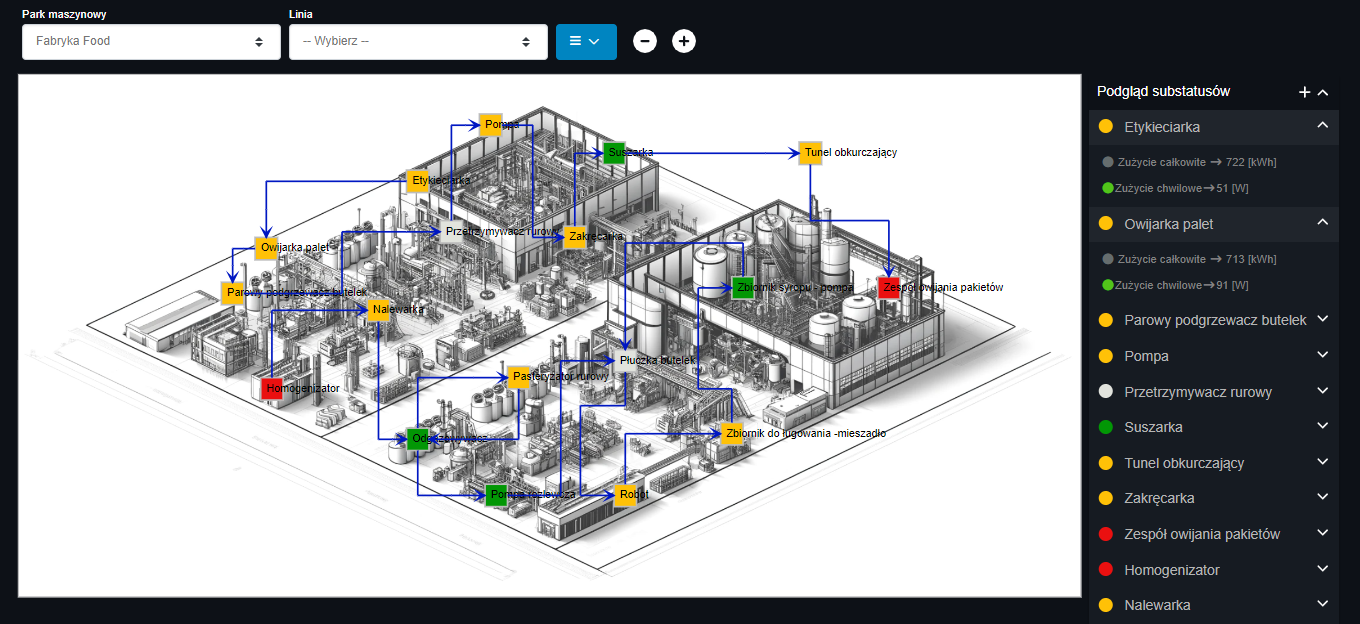 Park maszynowy
Linia
Fabryka Food
-- Wybierz --
Pompa
Suszarka
Tunel obkurczający
Etykieciarka
Przetrzymywacz rurowy
Zakręcarka
Owijarka palet
Parowy podgrzewacz butelek
Zbiornik syropu - pompa
Zespół owijania pakietów
Nalewarka
Płuczka butelek
Pasteryzator rurowy
Homogenizator
Zbiornik do ługowania -mieszadło
Odgazowywacz
Pompa rozlewcza
Robot
Podgląd substatusów
Etykieciarka
Zużycie całkowite → 722 [kWh]
Zużycie chwilowe→51 [W]
Owijarka palet
Zużycie całkowite → 713 [kWh]
Zużycie chwilowe→91 [W]
Parowy podgrzewacz butelek
Pompa
Przetrzymywacz rurowy
Suszarka
Tunel obkurczający
Zakręcarka
Zespół owijania pakietów
Homogenizator
Nalewarka